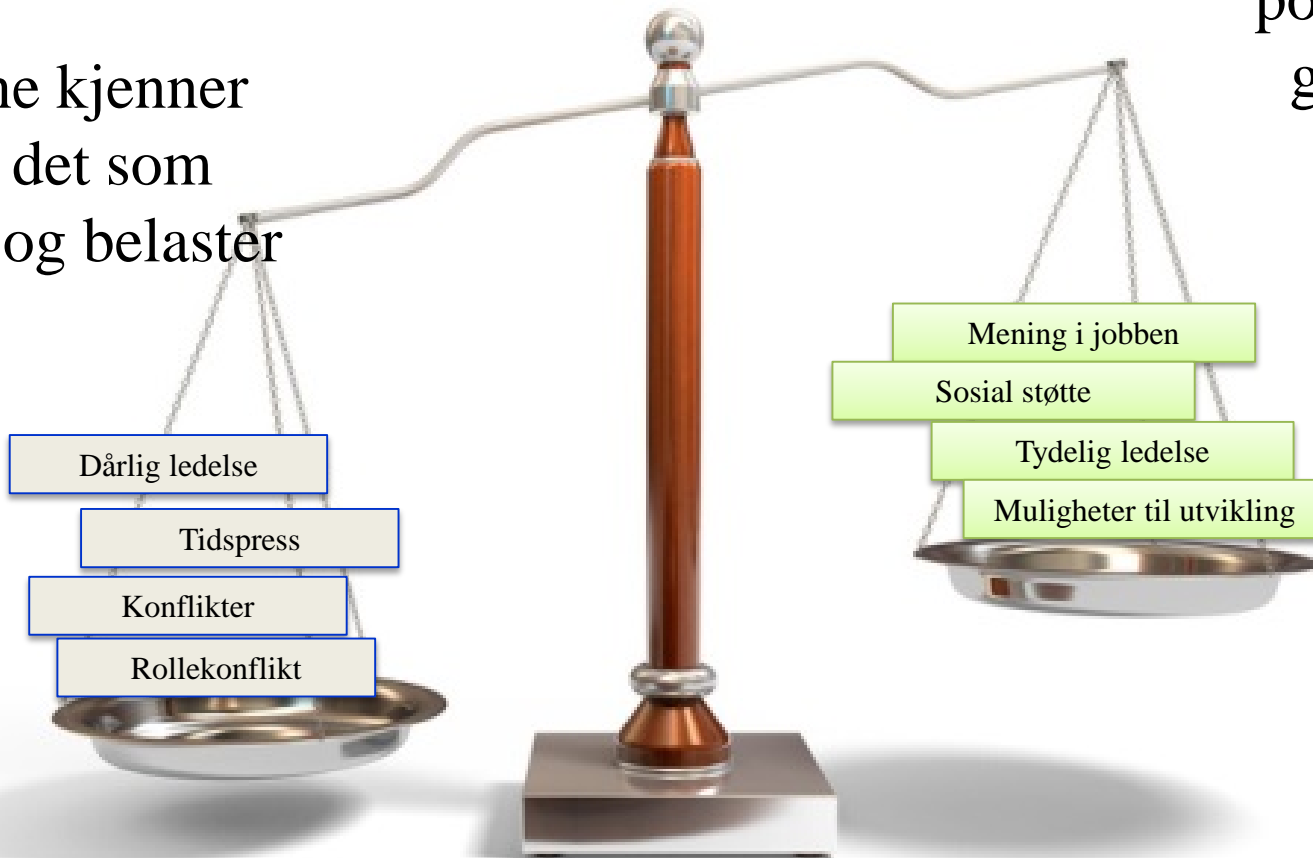 kjenner
det som
og belaster
Mening i jobben
Sosial støtte
Tydelig ledelse
Muligheter til utvikling
Dårlig ledelse
Tidspress
Konflikter
Rollekonflikt